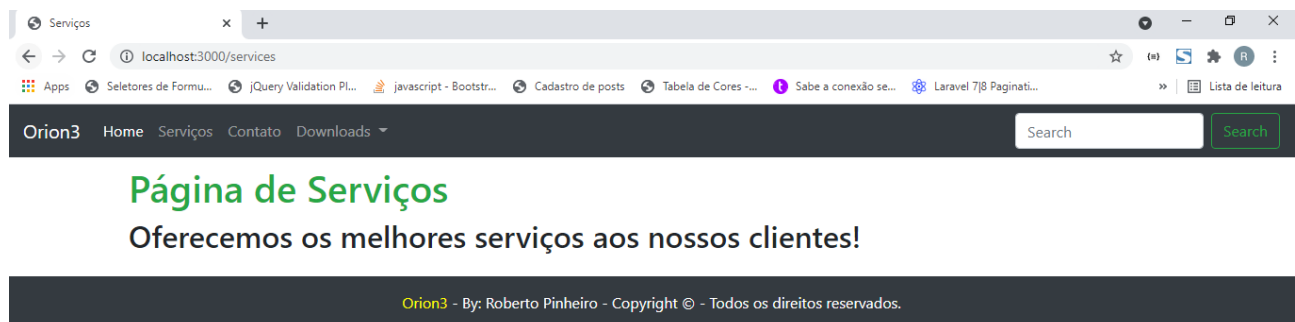 Serviços
localhost:3000/services
Apps Seletores de Formu... jQuery Validation Pl... javascript - Bootstr... Cadastro de posts Tabela de Cores -... Sabe a conexão se... Laravel 7|8 Paginati... » Lista de leitura
Orion3 Home Serviços Contato Downloads Search Search
Página de Serviços
Oferecemos os melhores serviços aos nossos clientes!
Orion3 - By: Roberto Pinheiro - Copyright © - Todos os direitos reservados.